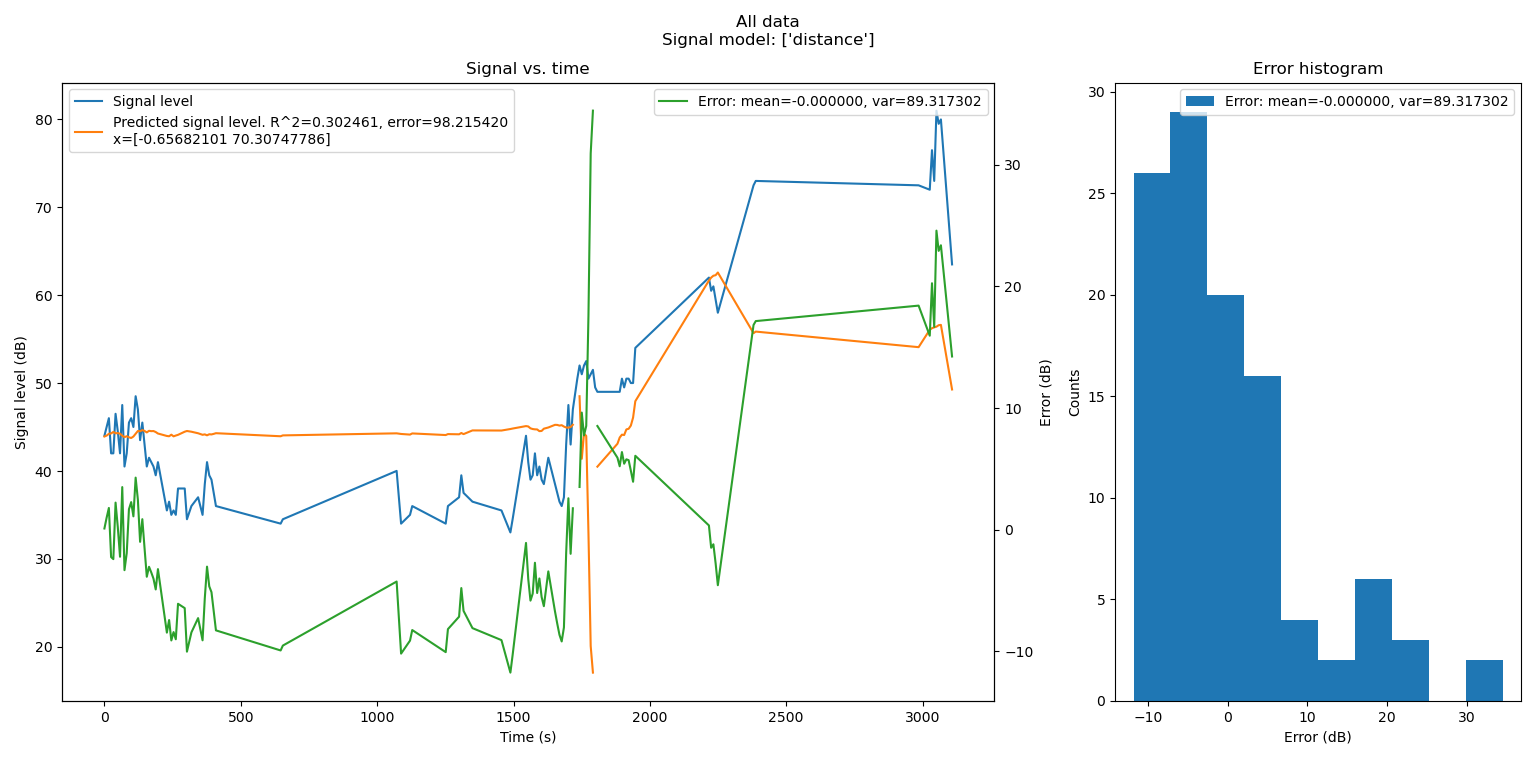 All data
Signal model: ['distance']
Signal vs. time
Signal level
Predicted signal level. R^2=0.302461, error=98.215420
x=[-0.65682101 70.30747786]
Error: mean=-0.000000, var=89.317302
Signal level (dB)
80
70
60
50
40
30
20
30
20
10
0
−10
Error (dB)
0
500
1000
1500
2000
2500
3000
Time (s)
Error histogram
Error: mean=-0.000000, var=89.317302
Counts
30
25
20
15
10
5
0
−10
0
10
20
30
Error (dB)